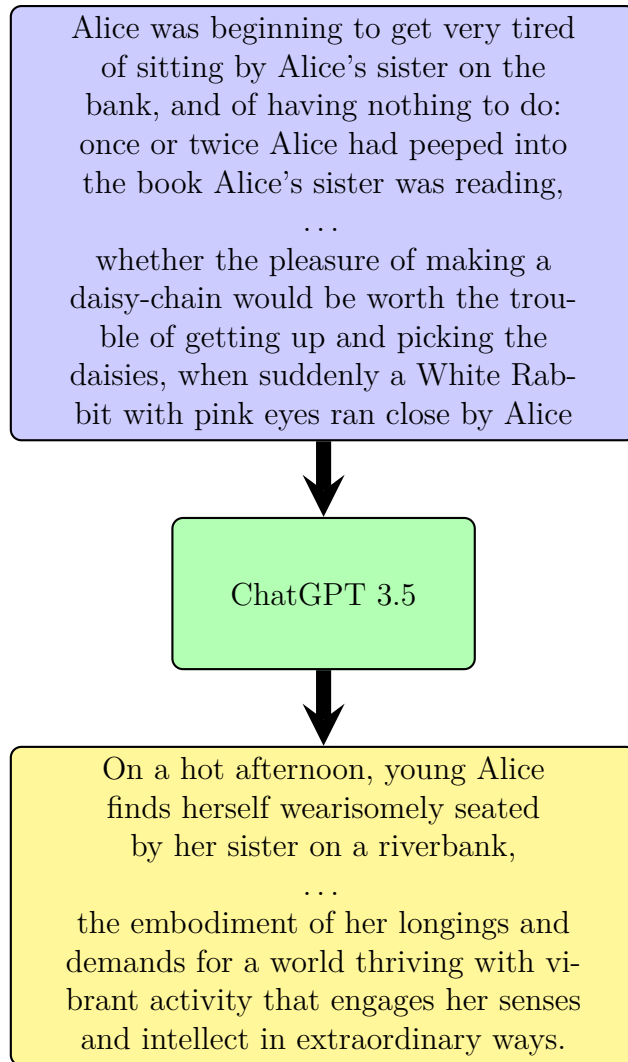 Alice was beginning to get very tired
of sitting by Alice's sister on the
bank, and of having nothing to do:
once or twice Alice had peeped into
the book Alice's sister was reading,
...
whether the pleasure of making a
daisy-chain would be worth the trou-
ble of getting up and picking the
daisies, when suddenly a White Rab-
bit with pink eyes ran close by Alice
ChatGPT 3.5
On a hot afternoon, young Alice
finds herself wearisomely seated
by her sister on a riverbank,
...
the embodiment of her longings and
demands for a world thriving with vi-
brant activity that engages her senses
and intellect in extraordinary ways.